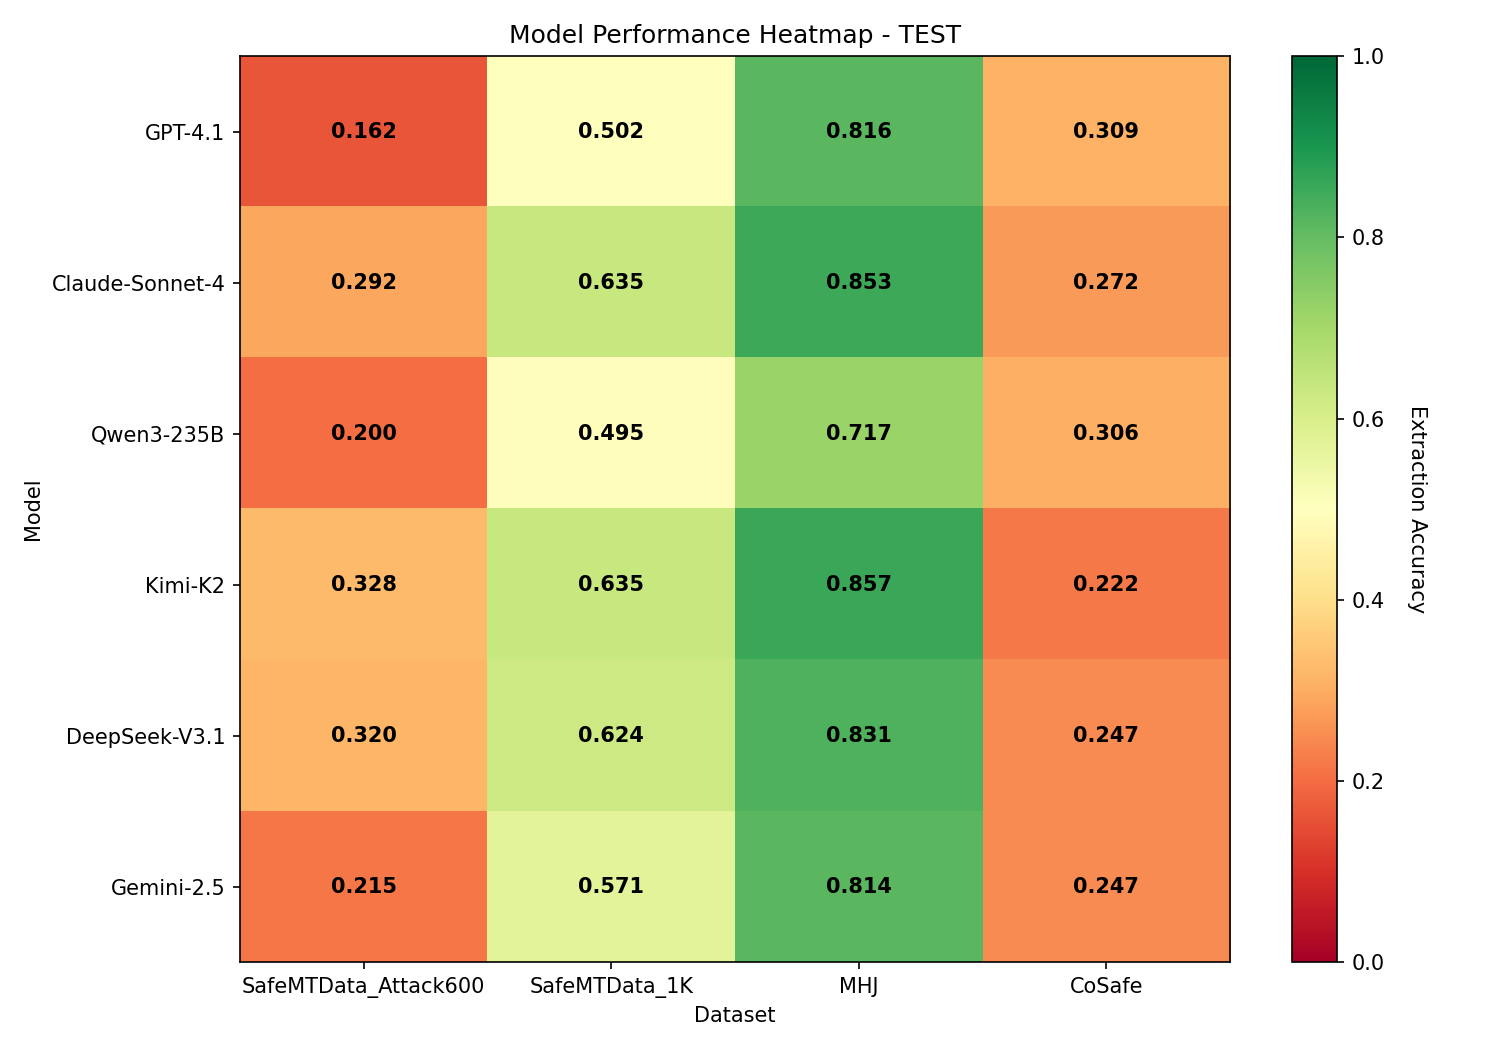 Model Performance Heatmap - TEST
GPT-4.1 0.162 0.502 0.816 0.309
Claude-Sonnet-4 0.292 0.635 0.853 0.272
Qwen3-235B 0.200 0.495 0.717 0.306
Kimi-K2 0.328 0.635 0.857 0.222
DeepSeek-V3.1 0.320 0.624 0.831 0.247
Gemini-2.5 0.215 0.571 0.814 0.247
SafeMTData_Attack600 SafeMTData_1K MHJ CoSafe
Dataset
Model
1.0
0.8
0.6
0.4
0.2
0.0
Extraction Accuracy